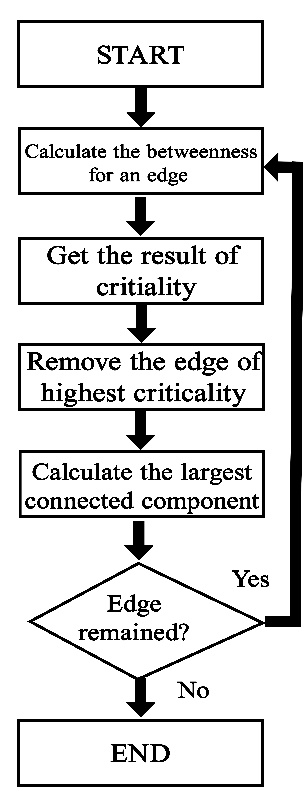 START
Calculate the betweenness
for an edge
Get the result of
critiality
Remove the edge of
highest criticality
Calculate the largest
connected component
Yes
Edge
remained?
No
END